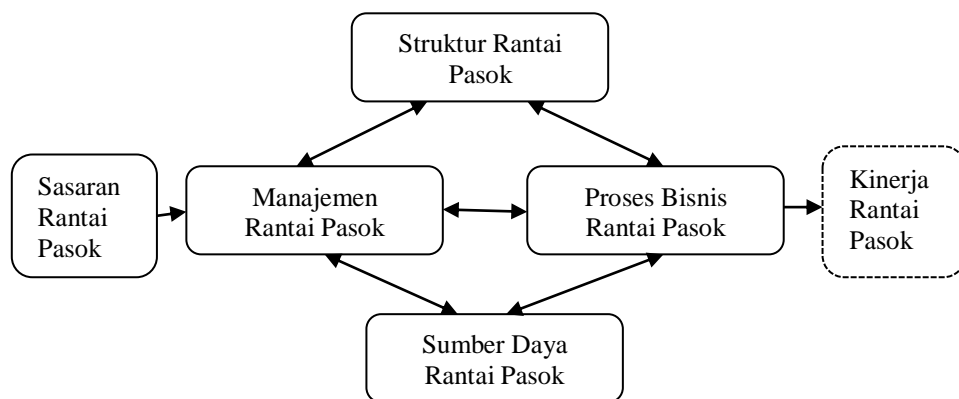 Struktur Rantai
Pasok
Sasaran
Rantai
Pasok
Manajemen
Rantai Pasok
Proses Bisnis
Rantai Pasok
Kinerja
Rantai
Pasok
Sumber Daya
Rantai Pasok